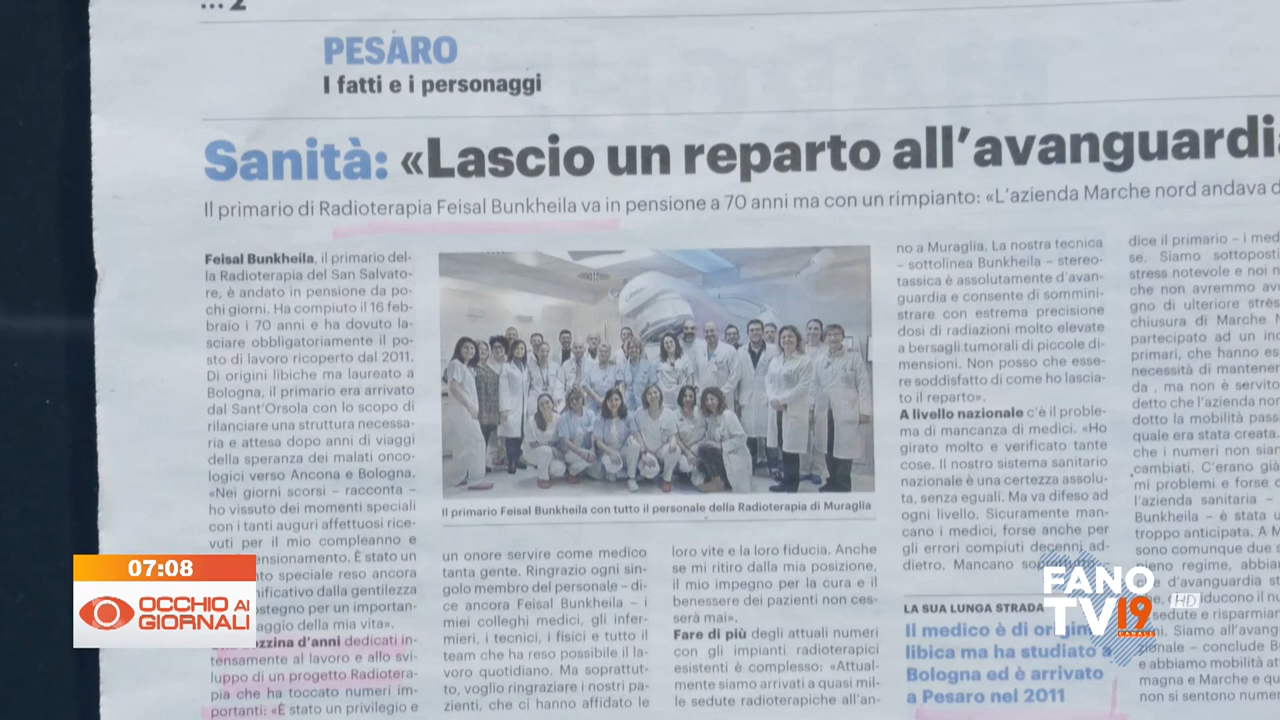 ... 2
PESARO
I fatti e i personaggi
Sanità: «Lascio un reparto all'avanguardia
Il primario di Radioterapia Feisal Bunkheila va in pensione a 70 anni ma con un rimpianto: «L'azienda Marche nord andava d
Feisal Bunkheila, il primario del-
la Radioterapia del San Salvato-
re, è andato in pensione da po-
chi giorni. Ha compiuto il 16 feb-
braio i 70 anni e ha dovuto la-
sciare obbligatoriamente il po-
sto di lavoro ricoperto dal 2011.
Di origini libiche ma laureato a
Bologna, il primario era arrivato
dal Sant'Orsola con lo scopo di
rilanciare una struttura necessa-
ria e attesa dopo anni di viaggi
della speranza dei malati onco-
logici verso Ancona e Bologna.
«Nei giorni scorsi – racconta –
ho vissuto dei momenti speciali
con i tanti auguri affettuosi rice-
vuti per il mio compleanno e
ensionamento. È stato un
nto speciale reso ancora
ificativo dalla gentilezza
ostegno per un importan-
aggio della mia vita».
ozzina d'anni dedicati in-
tensamente al lavoro e allo svi-
luppo di un progetto Radiotera-
pia che ha toccato numeri im-
portanti: «È stato un privilegio e
Il primario Feisal Bunkheila con tutto il personale della Radioterapia di Muraglia
un onore servire come medico
tanta gente. Ringrazio ogni sin-
golo membro del personale – di-
ce ancora Feisal Bunkheila – i
miei colleghi medici, gli infer-
mieri, i tecnici, i fisici e tutto il
team che ha reso possibile il la-
voro quotidiano. Ma soprattut-
to, voglio ringraziare i nostri pa-
zienti, che ci hanno affidato le
loro vite e la loro fiducia. Anche
se mi ritiro dalla mia posizione,
il mio impegno per la cura e il
benessere dei pazienti non ces-
serà mai».
Fare di più degli attuali numeri
con gli impianti radioterapici
esistenti è complesso: «Attual-
mente siamo arrivati a quasi mil-
le sedute radioterapiche all'an-
no a Muraglia. La nostra tecnica
– sottolinea Bunkheila – stereo-
tassica è assolutamente d'avan-
guardia e consente di sommini-
strare con estrema precisione
dosi di radiazioni molto elevate
a bersagli tumorali di piccole di-
mensioni. Non posso che esse-
re soddisfatto di come ho lascia-
to il reparto».
A livello nazionale c'è il proble-
ma di mancanza di medici. «Ho
girato molto e verificato tante
cose. Il nostro sistema sanitario
nazionale è una certezza assolu-
ta, senza eguali. Ma va difeso ad
ogni livello. Sicuramente man-
cano i medici, forse anche per
gli errori compiuti decenni ad-
dietro. Mancano
LA SUA LUNGA STRADA
Il medico è di origin
libica ma ha studiato a
Bologna ed è arrivato
a Pesaro nel 2011
dice il primario – i med
se. Siamo sottoposti
stress notevole e noi m
che non avremmo avu
gno di ulteriore stres
chiusura di Marche N
partecipato ad un inc
primari, che hanno es
necessità di mantener
da , ma non è servito
detto che l'azienda non
dotto la mobilità pass
quale era stata creata.
che i numeri non sian
cambiati. C'erano già
mi problemi e forse c
l'azienda sanitaria –
Bunkheila – è stata u
troppo anticipata. A M
sono comunque due s
no regime, abbia
e d'avanguardia st
iducono il nu
sedute e risparmia
ni. Siamo all'avang
zionale – conclude B
e abbiamo mobilità at
magna e Marche e qu
non si sentono numer
07:08
OCCHIO AI
GIORNALI
FANO
TV19
CANALE
HD